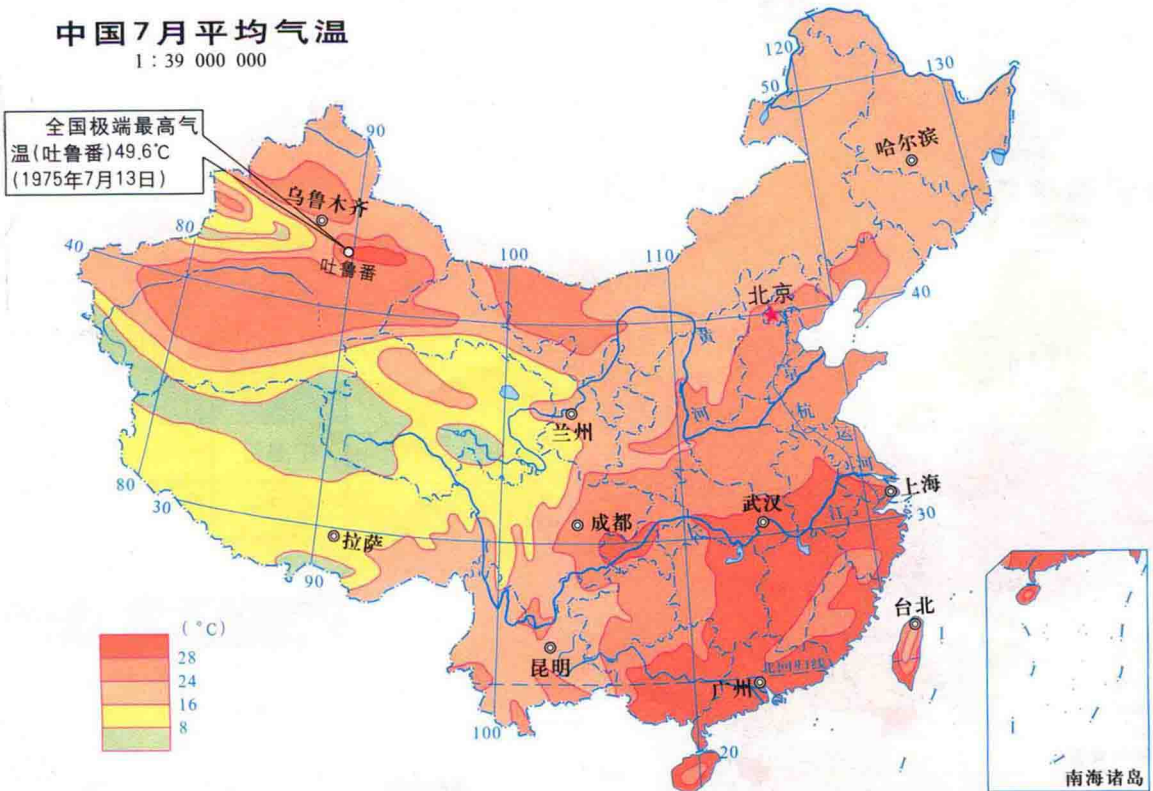 中国7月平均气温
1:39 000 000
全国极端最高气
温(吐鲁番)49.6℃
(1975年7月13日)
120
50
130
90
哈尔滨
乌鲁木齐
80
40
吐鲁番
100
110
北京
40
黄
京
河
杭
兰州
运
河
上海
武汉
成都
长
江
30
80
30
拉萨
90
台北
(°C)
28
24
16
8
昆明
北回归线
广州
100
20
南海诸岛